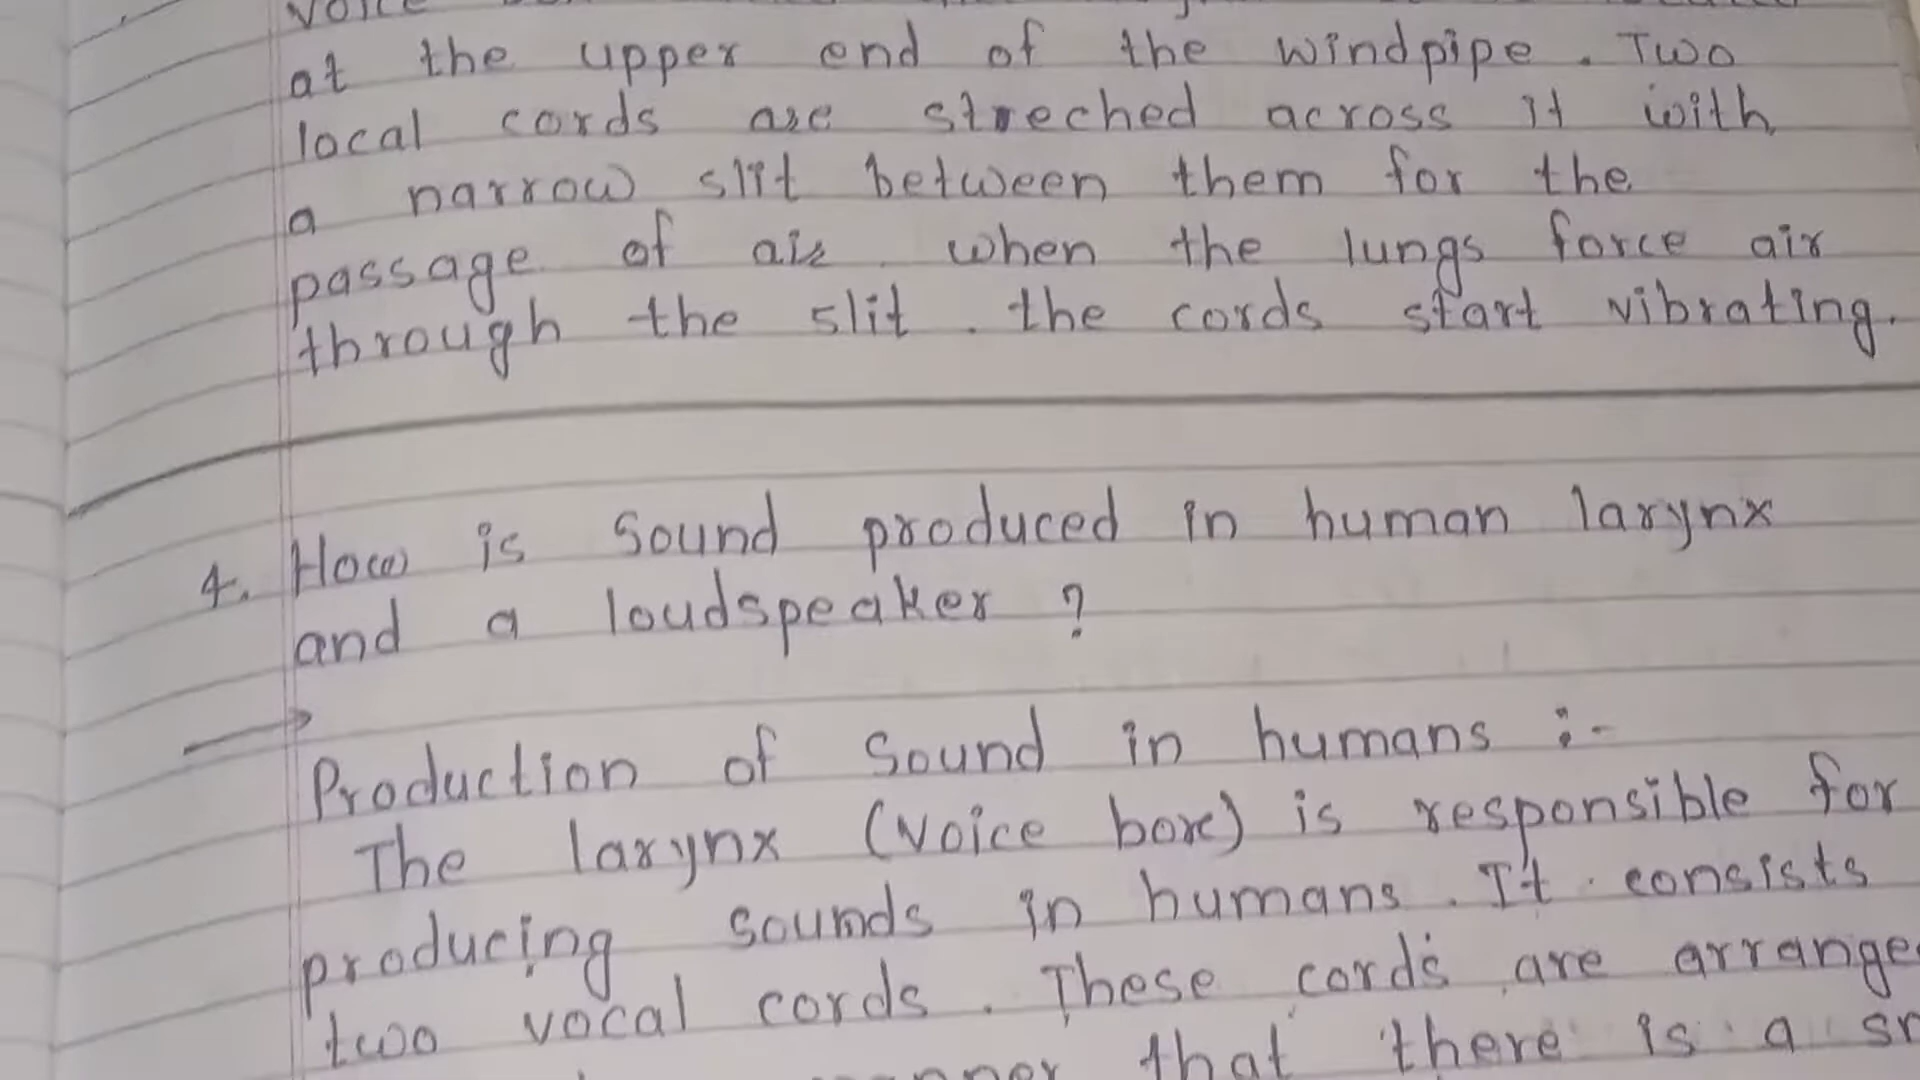 voice
at the upper end of the windpipe. Two
local cords are streched across it with
a narrow slit between them for the
passage of air. when the lungs force air
through the slit. the cords start vibrating.
4. How is sound produced in human larynx
and a loudspeaker ?
→
Production of sound in humans :-
The larynx (voice box) is responsible for
producing sounds in humans. It consists
two vocal cords. These cords are arrange
that there is a